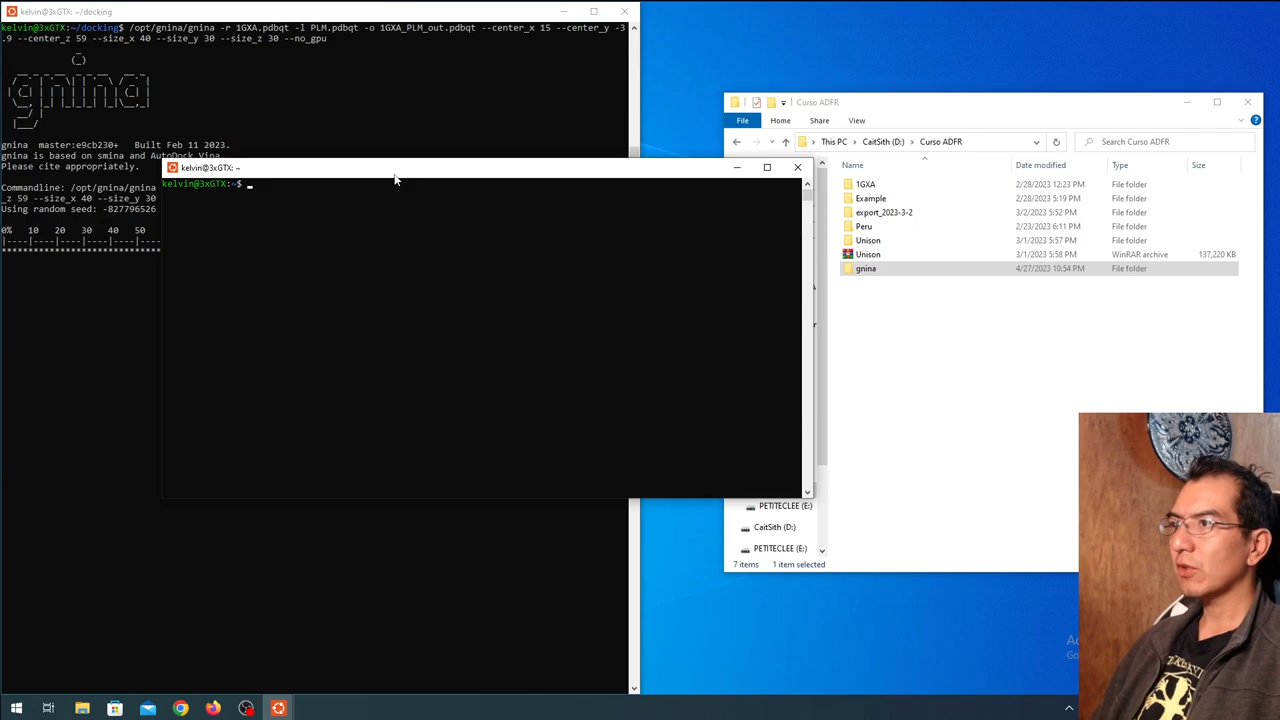 kelvin@3xGTX: ~/docking
kelvin@3xGTX:~/docking$ /opt/gnina/gnina -r 1GXA.pdbqt -l PLM.pdbqt -o 1GXA_PLM_out.pdbqt --center_x 15 --center_y -3
.9 --center_z 59 --size_x 40 --size_y 30 --size_z 30 --no_gpu
gnina
gnina  master:e9cb230+   Built Feb 11 2023.
gnina is based on smina and AutoDock Vina.
Please cite appropriately.
Commandline: /opt/gnina/gnina
_z 59 --size_x 40 --size_y 30
Using random seed: -827796526
0%   10   20   30   40   50
|----|----|----|----|----|
******************************
kelvin@3xGTX: ~
kelvin@3xGTX:~$
Curso ADFR
File Home Share View
This PC CaitSith (D:) Curso ADFR Search Curso ADFR
Name Date modified Type Size
1GXA 2/28/2023 12:23 PM File folder
Example 2/28/2023 5:19 PM File folder
export_2023-3-2 3/2/2023 5:52 PM File folder
Peru 2/23/2023 6:11 PM File folder
Unison 3/1/2023 5:57 PM File folder
Unison 3/1/2023 5:58 PM WinRAR archive 137,220 KB
gnina 4/27/2023 10:54 PM File folder
PETITECLEE (E:)
CaitSith (D:)
PETITECLEE (E:)
7 items 1 item selected